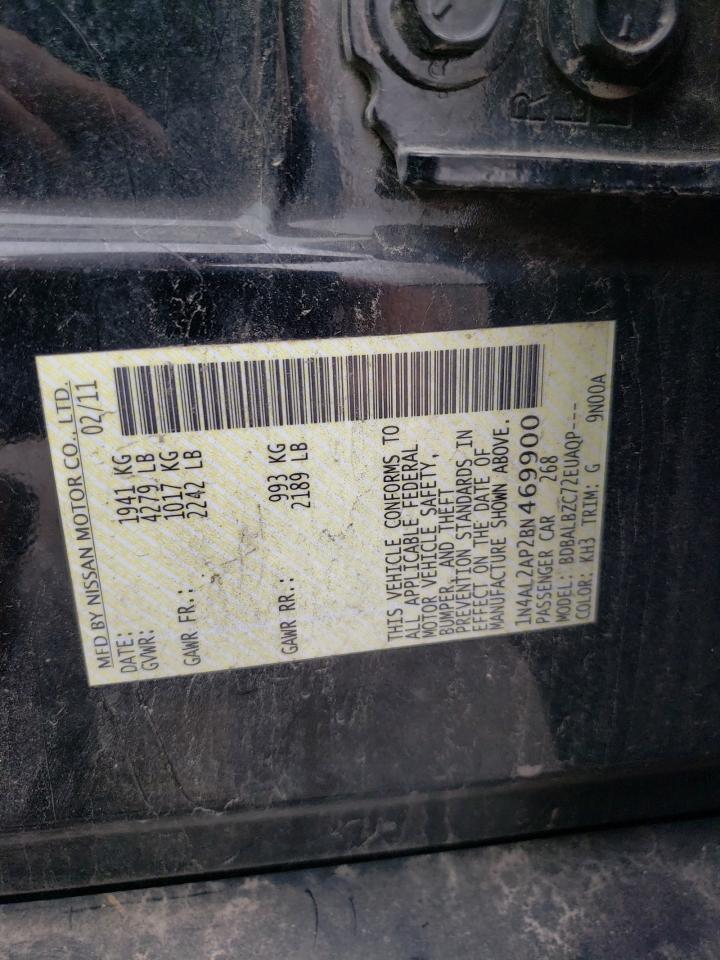 MFD BY NISSAN MOTOR CO., LTD.
DATE: 02/11
GVWR: 1941 KG
4279 LB
GAWR FR.: 1017 KG
2242 LB
GAWR RR.: 993 KG
2189 LB
THIS VEHICLE CONFORMS TO
ALL APPLICABLE FEDERAL
MOTOR VEHICLE SAFETY,
BUMPER, AND THEFT
PREVENTION STANDARDS IN
EFFECT ON THE DATE OF
MANUFACTURE SHOWN ABOVE.
1N4AL2AP2BN469900
PASSENGER CAR 268
MODEL: BDBALBZC72EUAQP---
COLOR: KH3 TRIM: G 9N00A